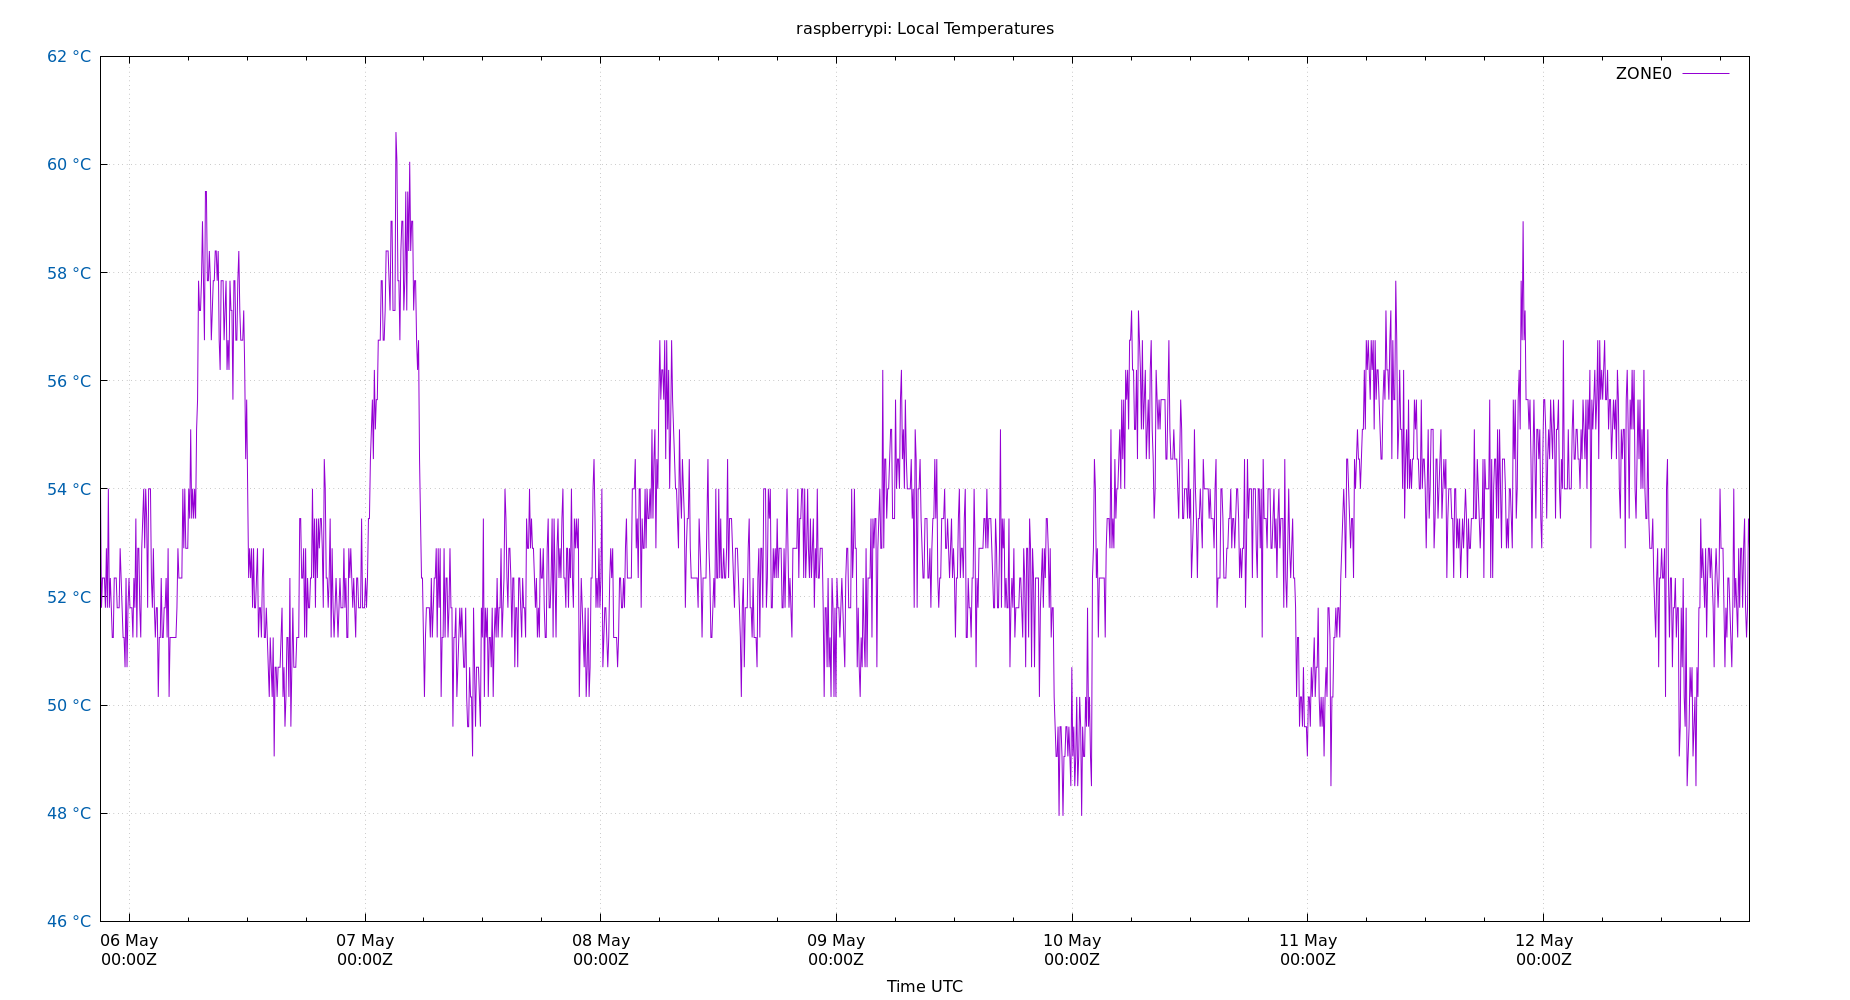 raspberrypi: Local Temperatures
62 °C
ZONE0
60 °C
58 °C
56 °C
54 °C
52 °C
50 °C
48 °C
46 °C
06 May 07 May 08 May 09 May 10 May 11 May 12 May
00:00Z 00:00Z 00:00Z 00:00Z 00:00Z 00:00Z 00:00Z
Time UTC